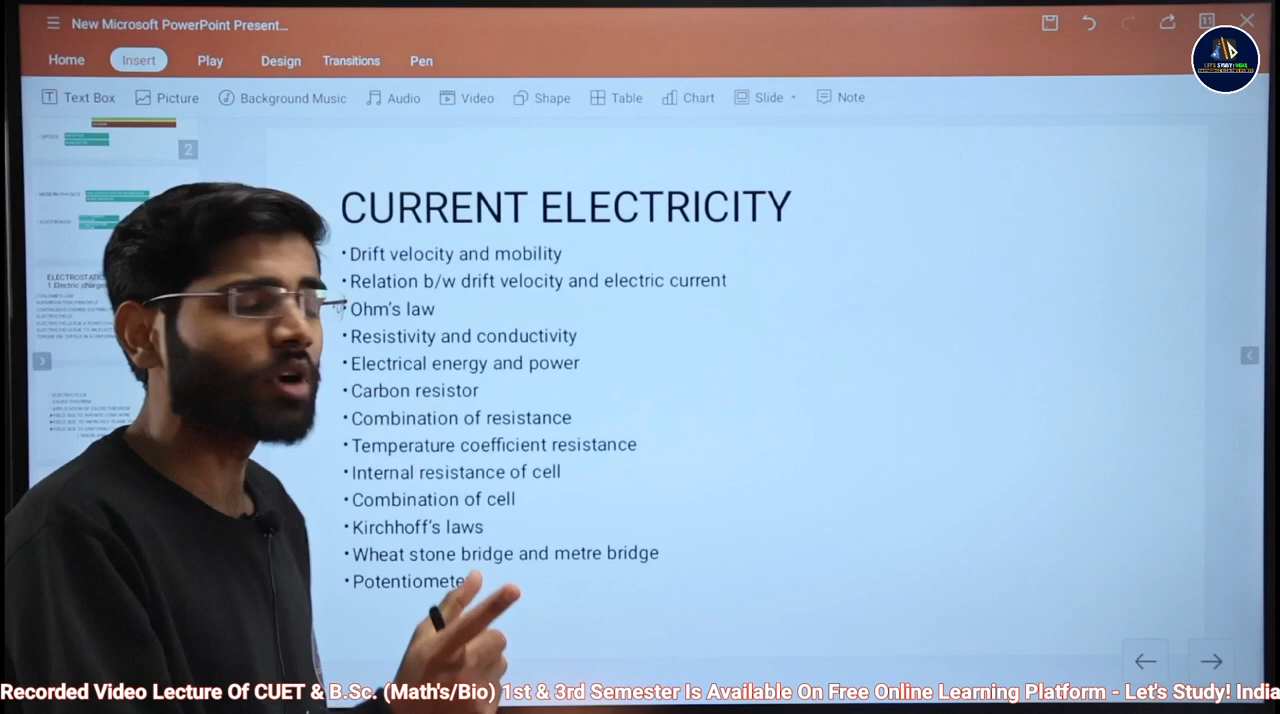 New Microsoft PowerPoint Present...
11
Home Insert Play Design Transitions Pen
Text Box Picture Background Music Audio Video Shape Table Chart Slide Note
2
CURRENT ELECTRICITY
•Drift velocity and mobility
•Relation b/w drift velocity and electric current
•Ohm's law
•Resistivity and conductivity
•Electrical energy and power
•Carbon resistor
•Combination of resistance
•Temperature coefficient resistance
•Internal resistance of cell
•Combination of cell
•Kirchhoff's laws
•Wheat stone bridge and metre bridge
•Potentiomete
Recorded Video Lecture Of CUET & B.Sc. (Math's/Bio) 1st & 3rd Semester Is Available On Free Online Learning Platform - Let's Study! India